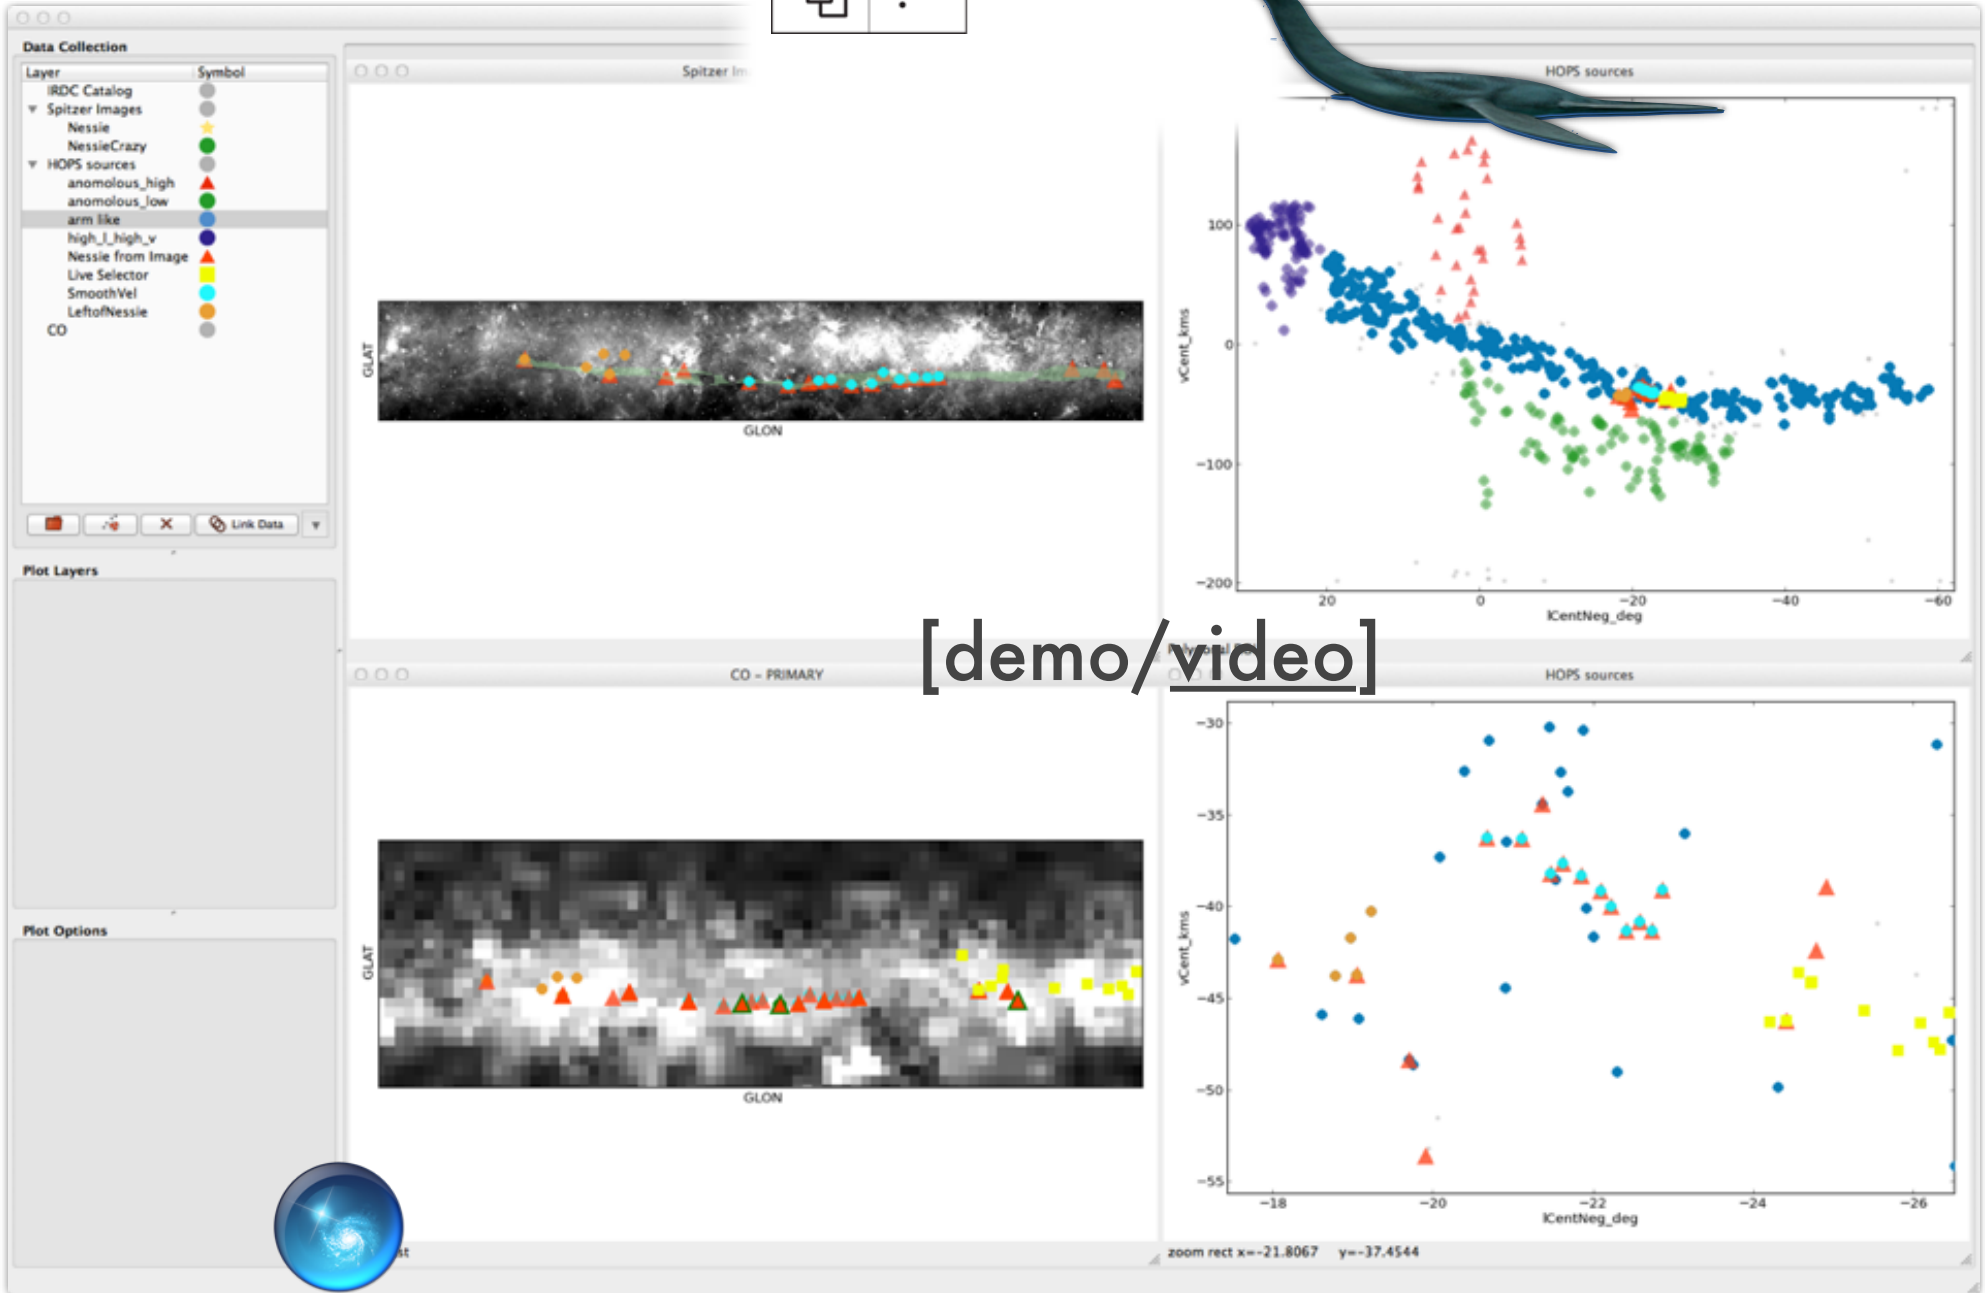 Data Collection
Layer Symbol
IRDC Catalog
Spitzer Images
Nessie
NessieCrazy
HOPS sources
anomolous_high
anomolous_low
arm like
high_l_high_v
Nessie from Image
Live Selector
SmoothVel
LeftofNessie
CO
Link Data
Plot Layers
Plot Options
Spitzer Im
GLAT
GLON
HOPS sources
100
0
−100
−200
vCent_kms
20 0 −20 −40 −60
lCentNeg_deg
[demo/video]
CO – PRIMARY
GLAT
GLON
st
HOPS sources
−30
−35
−40
−45
−50
−55
vCent_kms
−18 −20 −22 −24 −26
lCentNeg_deg
zoom rect x=-21.8067 y=-37.4544